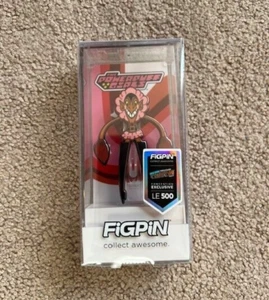 POWERPUFF
GIRLS
FiGPiN
EXCLUSIVE
LE 500
FiGPiN
collect awesome.